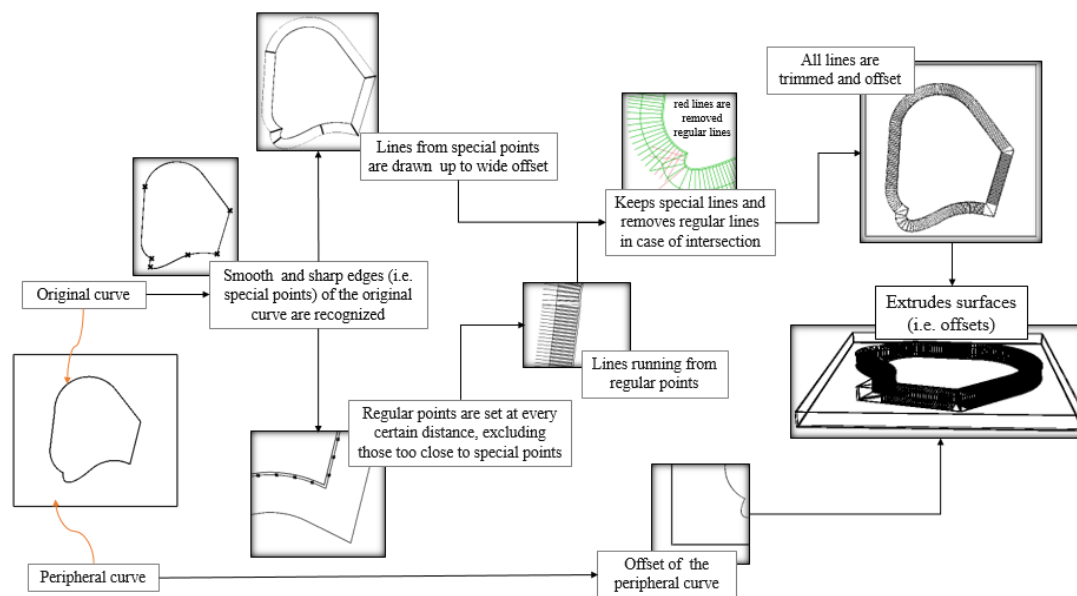 Original curve
Peripheral curve
Smooth and sharp edges (i.e.
special points) of the original
curve are recognized
Lines from special points
are drawn up to wide offset
Regular points are set at every
certain distance, excluding
those too close to special points
Lines running from
regular points
red lines are
removed
regular lines
Keeps special lines and
removes regular lines
in case of intersection
All lines are
trimmed and offset
Extrudes surfaces
(i.e. offsets)
Offset of the
peripheral curve